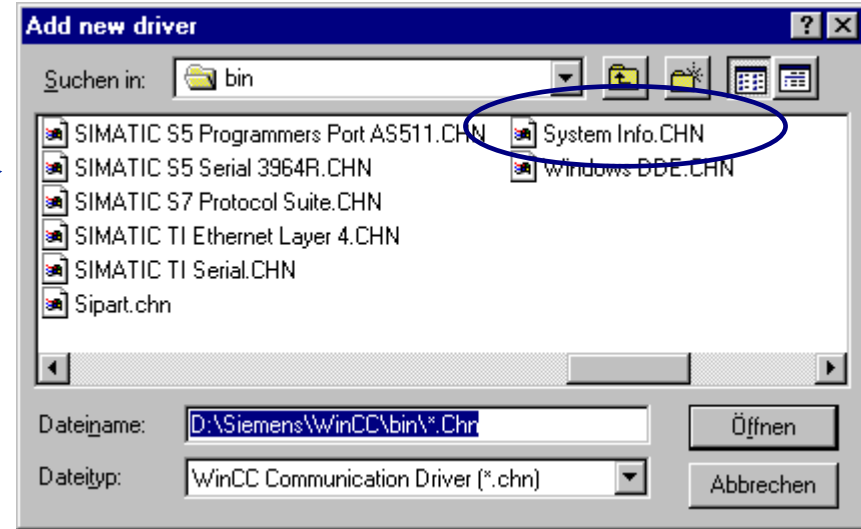 Add new driver
Suchen in: bin
SIMATIC S5 Programmers Port AS511.CHN
SIMATIC S5 Serial 3964R.CHN
SIMATIC S7 Protocol Suite.CHN
SIMATIC TI Ethernet Layer 4.CHN
SIMATIC TI Serial.CHN
Sipart.chn
System Info.CHN
Windows DDE.CHN
Dateiname: D:\Siemens\WinCC\bin\*.Chn Öffnen
Dateityp: WinCC Communication Driver (*.chn) Abbrechen